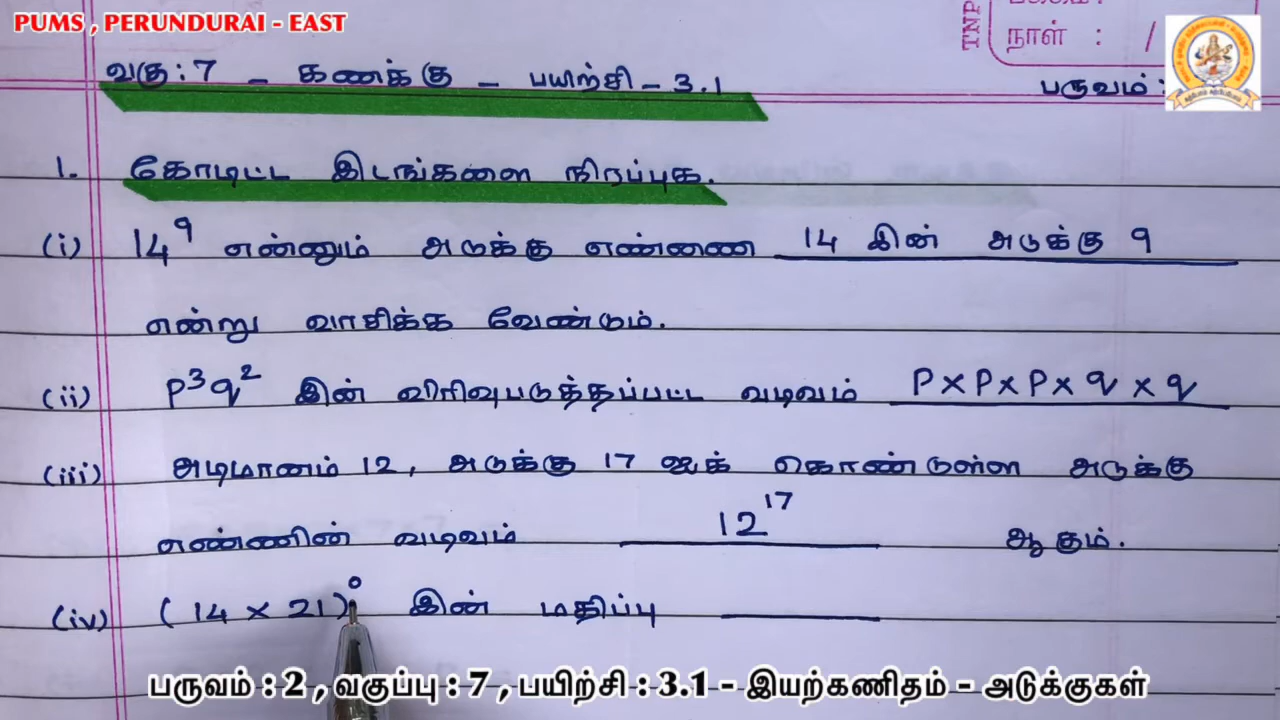 PUMS , PERUNDURAI - EAST
TNP
நாள் : /
வகு : 7 - கணக்கு - பயிற்சி - 3.1
பருவம் :
1. கோடிட்ட இடங்களை நிரப்புக.
(i) 14⁹ என்னும் அடுக்கு எண்ணை 14 இன் அடுக்கு 9
என்று வாசிக்க வேண்டும்.
(ii) P³q² இன் விரிவுபடுத்தப்பட்ட வடிவம் P × P × P × q × q
(iii) அடிமானம் 12, அடுக்கு 17 ஐக் கொண்டுள்ள அடுக்கு
எண்ணின் வடிவம் 12¹⁷ ஆகும்.
(iv) (14 × 21)⁰ இன் மதிப்பு
பருவம் : 2 , வகுப்பு : 7 , பயிற்சி : 3.1 - இயற்கணிதம் - அடுக்குகள்